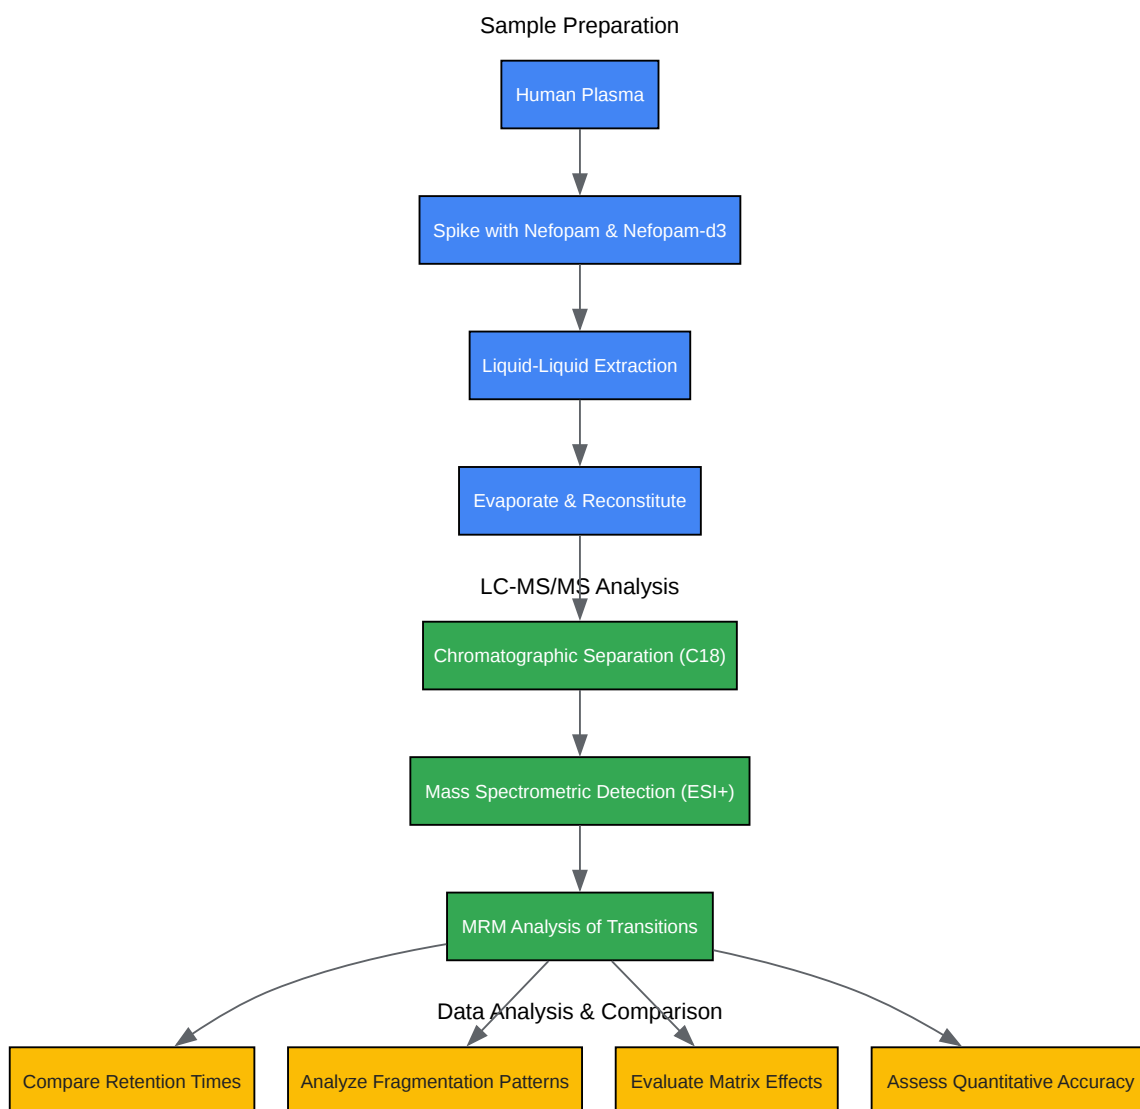 Sample Preparation
Human Plasma
Spike with Nefopam & Nefopam-d3
Liquid-Liquid Extraction
Evaporate & Reconstitute
LC-MS/MS Analysis
Chromatographic Separation (C18)
Mass Spectrometric Detection (ESI+)
MRM Analysis of Transitions
Data Analysis & Comparison
Compare Retention Times
Analyze Fragmentation Patterns
Evaluate Matrix Effects
Assess Quantitative Accuracy